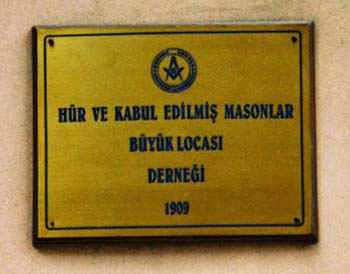 HÜR VE KABUL EDİLMİŞ MASONLAR
BÜYÜK LOCASI
DERNEĞİ
1909